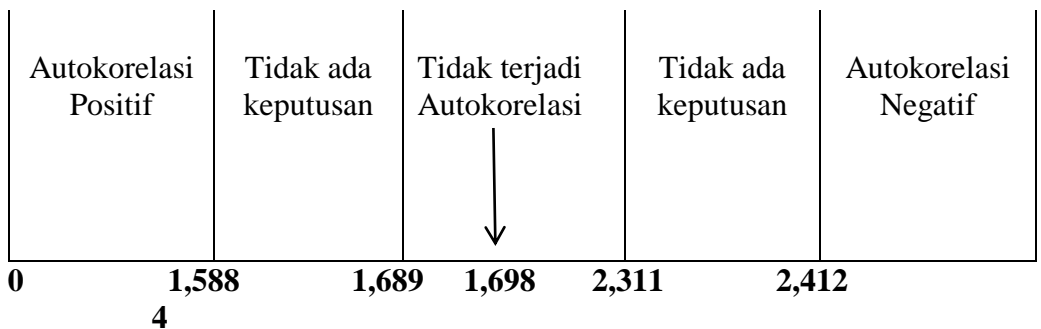 Autokorelasi Tidak ada Tidak terjadi Tidak ada Autokorelasi
Positif keputusan Autokorelasi keputusan Negatif
0 1,588 1,689 1,698 2,311 2,412
4